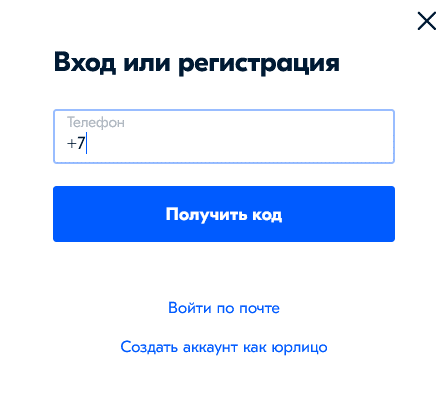 Вход или регистрация
Телефон
+7
Получить код
Войти по почте
Создать аккаунт как юрлицо